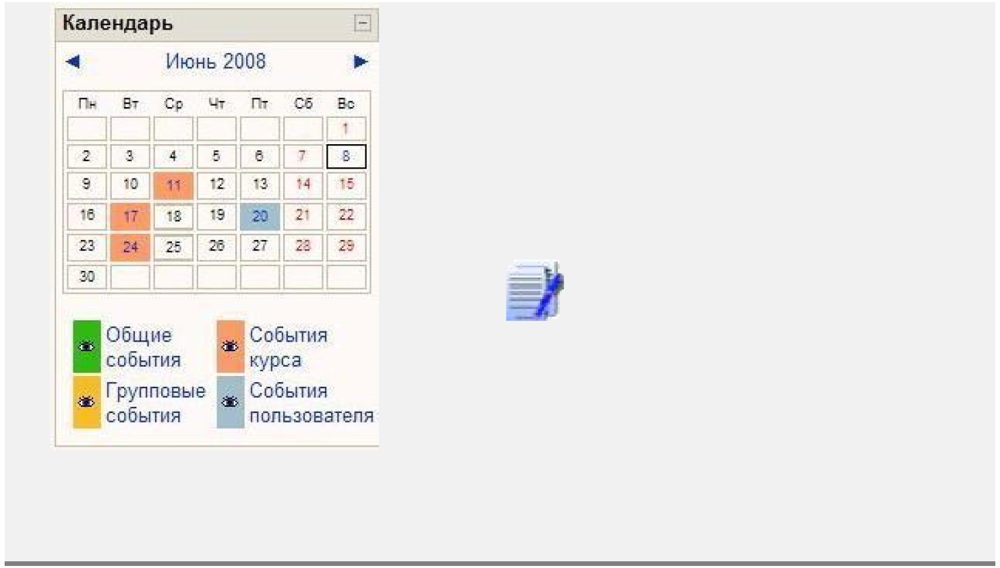 Календарь
Июнь 2008
Пн Вт Ср Чт Пт Сб Вс
1
2 3 4 5 6 7 8
9 10 11 12 13 14 15
16 17 18 19 20 21 22
23 24 25 26 27 28 29
30
Общие
события
События
курса
Групповые
события
События
пользователя